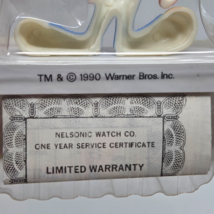 TM & © 1990 Warner Bros. Inc.
NELSONIC WATCH CO.
ONE YEAR SERVICE CERTIFICATE
LIMITED WARRANTY